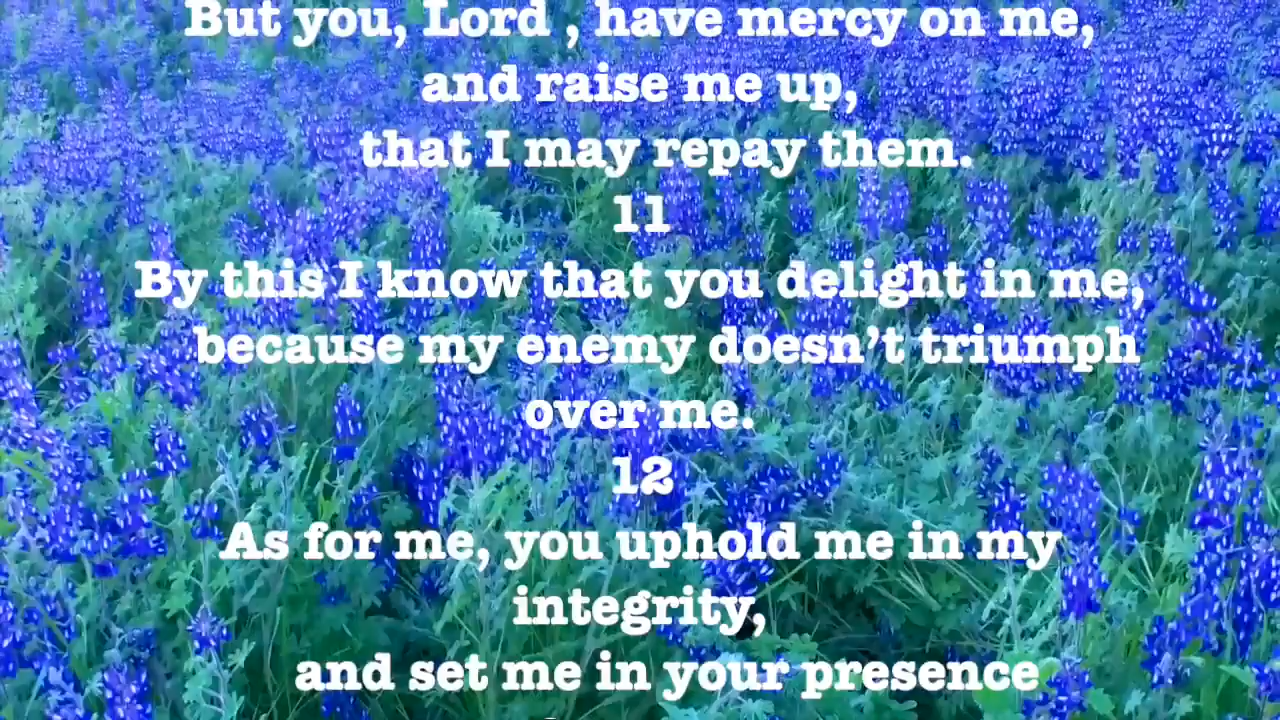 But you, Lord , have mercy on me,
and raise me up,
that I may repay them.
11
By this I know that you delight in me,
because my enemy doesn’t triumph
over me.
12
As for me, you uphold me in my
integrity,
and set me in your presence